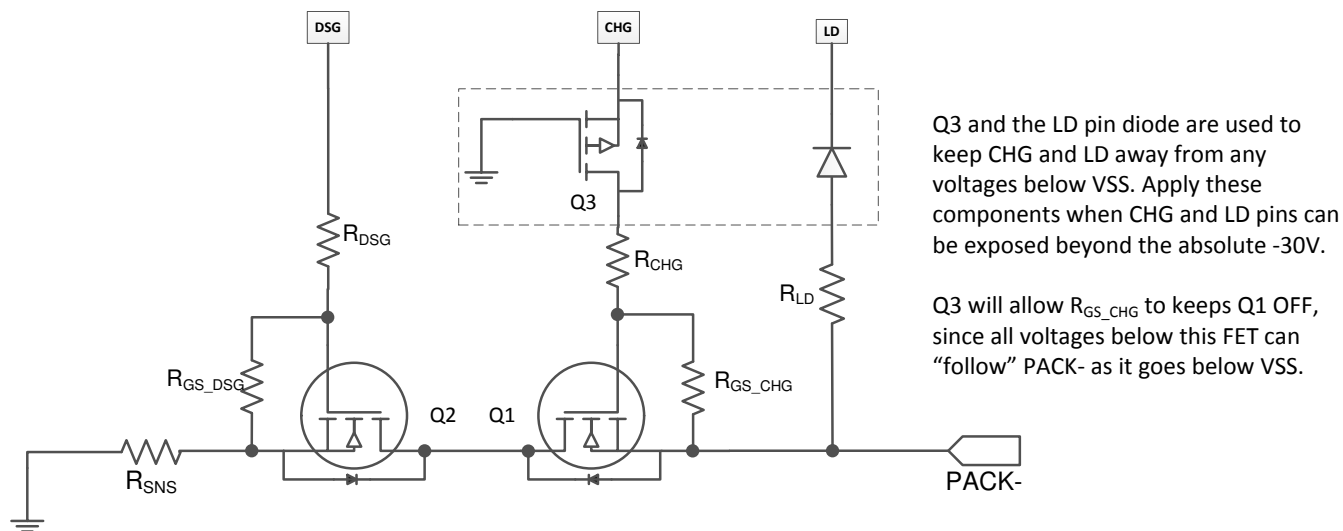 DSG
CHG
LD
Q3 and the LD pin diode are used to
keep CHG and LD away from any
voltages below VSS. Apply these
components when CHG and LD pins can
be exposed beyond the absolute -30V.
Q3 will allow RGS_CHG to keeps Q1 OFF,
since all voltages below this FET can
“follow” PACK- as it goes below VSS.
Q3
RDSG
RCHG
RLD
RGS_DSG
RGS_CHG
Q2
Q1
RSNS
PACK-